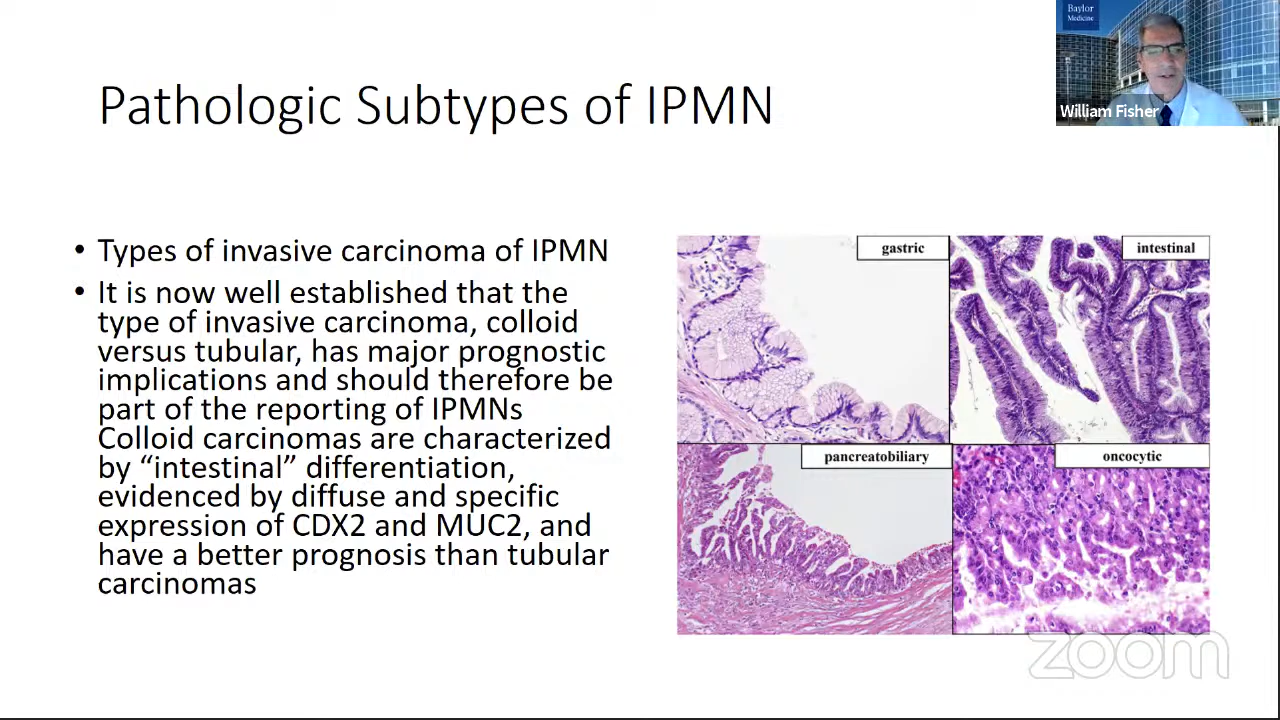 Baylor
Medicine
William Fisher
Pathologic Subtypes of IPMN
• Types of invasive carcinoma of IPMN
• It is now well established that the
type of invasive carcinoma, colloid
versus tubular, has major prognostic
implications and should therefore be
part of the reporting of IPMNs
Colloid carcinomas are characterized
by “intestinal” differentiation,
evidenced by diffuse and specific
expression of CDX2 and MUC2, and
have a better prognosis than tubular
carcinomas
gastric
intestinal
pancreatobiliary
oncocytic
zoom